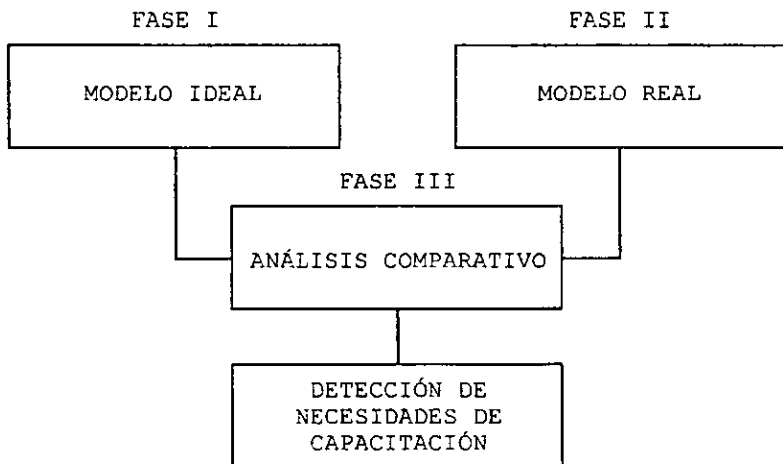 FASE I
FASE II
MODELO IDEAL
MODELO REAL
FASE III
ANÁLISIS COMPARATIVO
DETECCIÓN DE
NECESIDADES DE
CAPACITACIÓN